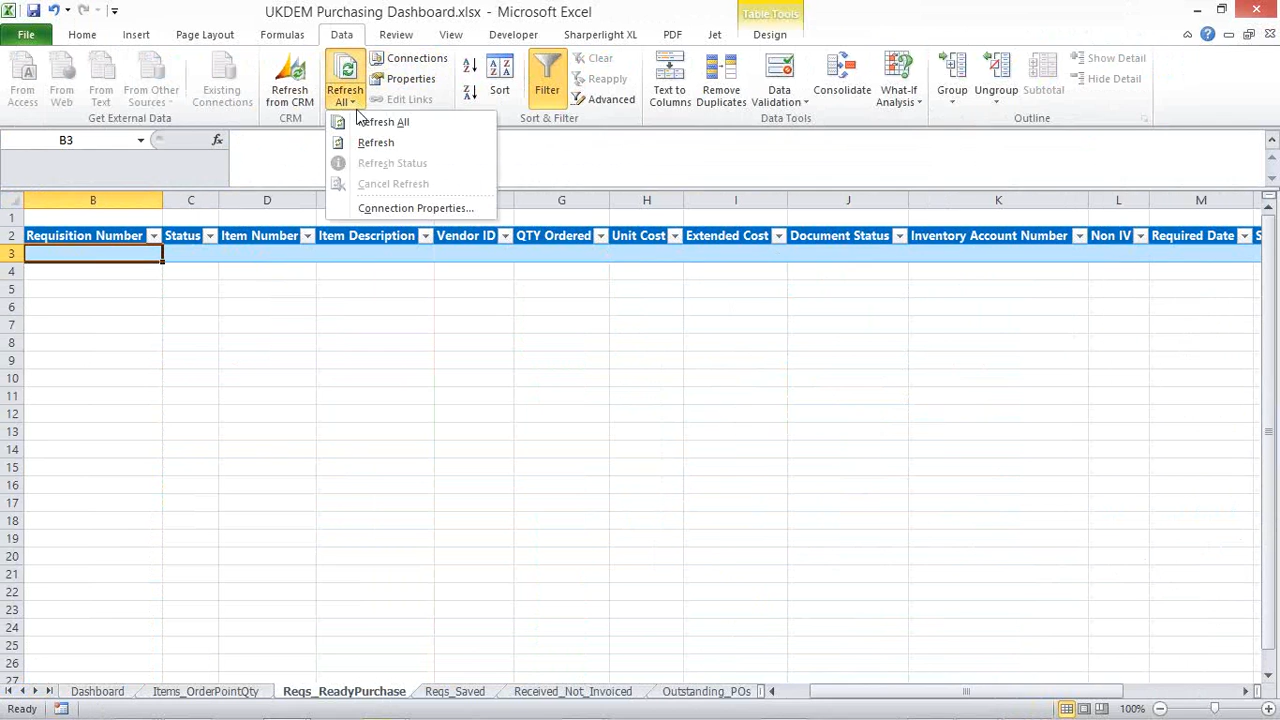 UKDEM Purchasing Dashboard.xlsx - Microsoft Excel
Table Tools
File Home Insert Page Layout Formulas Data Review View Developer Sharperlight XL PDF Jet Design
From Access
From Web
From Text
From Other Sources
Existing Connections
Get External Data
Refresh from CRM
CRM
Refresh All
Connections
Properties
Edit Links
Sort
Filter
Clear
Reapply
Advanced
Sort & Filter
Text to Columns
Remove Duplicates
Data Validation
Consolidate
What-If Analysis
Data Tools
Group
Ungroup
Subtotal
Show Detail
Hide Detail
Outline
Refresh All
Refresh
Refresh Status
Cancel Refresh
Connection Properties...
B3
fx
B C D G H I J K L M
1
2 Requisition Number Status Item Number Item Description Vendor ID QTY Ordered Unit Cost Extended Cost Document Status Inventory Account Number Non IV Required Date S
3
4
5
6
7
8
9
10
11
12
13
14
15
16
17
18
19
20
21
22
23
24
25
26
27
Dashboard Items_OrderPointQty Reqs_ReadyPurchase Reqs_Saved Received_Not_Invoiced Outstanding_POs
Ready 100%